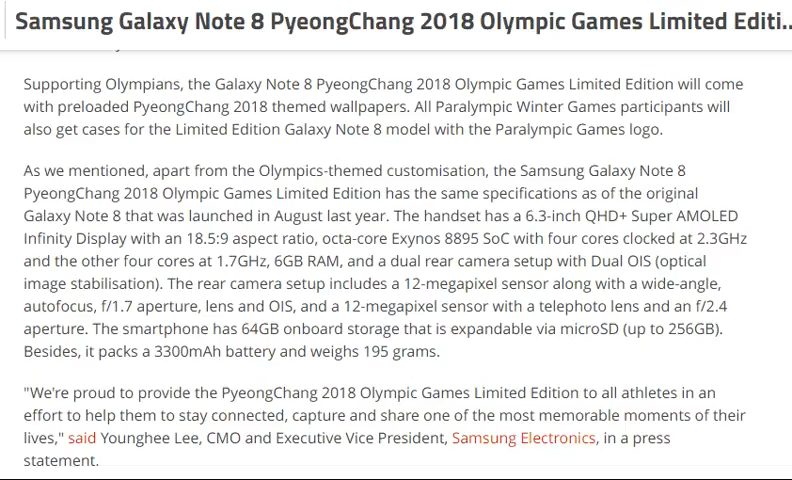 Samsung Galaxy Note 8 PyeongChang 2018 Olympic Games Limited Editi...
Supporting Olympians, the Galaxy Note 8 PyeongChang 2018 Olympic Games Limited Edition will come
with preloaded PyeongChang 2018 themed wallpapers. All Paralympic Winter Games participants will
also get cases for the Limited Edition Galaxy Note 8 model with the Paralympic Games logo.
As we mentioned, apart from the Olympics-themed customisation, the Samsung Galaxy Note 8
PyeongChang 2018 Olympic Games Limited Edition has the same specifications as of the original
Galaxy Note 8 that was launched in August last year. The handset has a 6.3-inch QHD+ Super AMOLED
Infinity Display with an 18.5:9 aspect ratio, octa-core Exynos 8895 SoC with four cores clocked at 2.3GHz
and the other four cores at 1.7GHz, 6GB RAM, and a dual rear camera setup with Dual OIS (optical
image stabilisation). The rear camera setup includes a 12-megapixel sensor along with a wide-angle,
autofocus, f/1.7 aperture, lens and OIS, and a 12-megapixel sensor with a telephoto lens and an f/2.4
aperture. The smartphone has 64GB onboard storage that is expandable via microSD (up to 256GB).
Besides, it packs a 3300mAh battery and weighs 195 grams.
"We're proud to provide the PyeongChang 2018 Olympic Games Limited Edition to all athletes in an
effort to help them to stay connected, capture and share one of the most memorable moments of their
lives," said Younghee Lee, CMO and Executive Vice President, Samsung Electronics, in a press
statement.